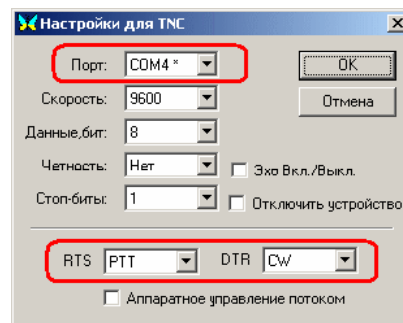 Настройки для TNC
Порт: COM4 * OK
Скорость: 9600 Отмена
Данные,бит: 8
Четность: Нет Эхо Вкл./Выкл.
Стоп-биты: 1 Отключить устройство
RTS PTT DTR CW
Аппаратное управление потоком